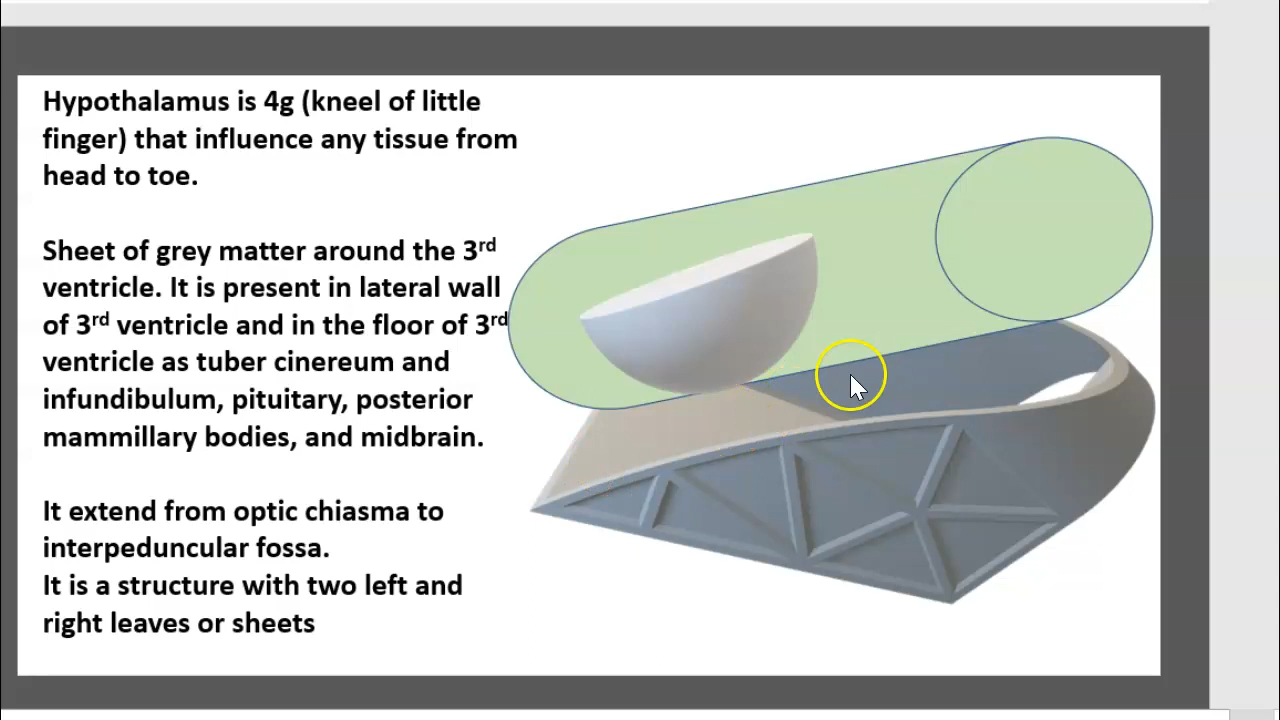 Hypothalamus is 4g (kneel of little
finger) that influence any tissue from
head to toe.
Sheet of grey matter around the 3rd
ventricle. It is present in lateral wall
of 3rd ventricle and in the floor of 3rd
ventricle as tuber cinereum and
infundibulum, pituitary, posterior
mammillary bodies, and midbrain.
It extend from optic chiasma to
interpeduncular fossa.
It is a structure with two left and
right leaves or sheets